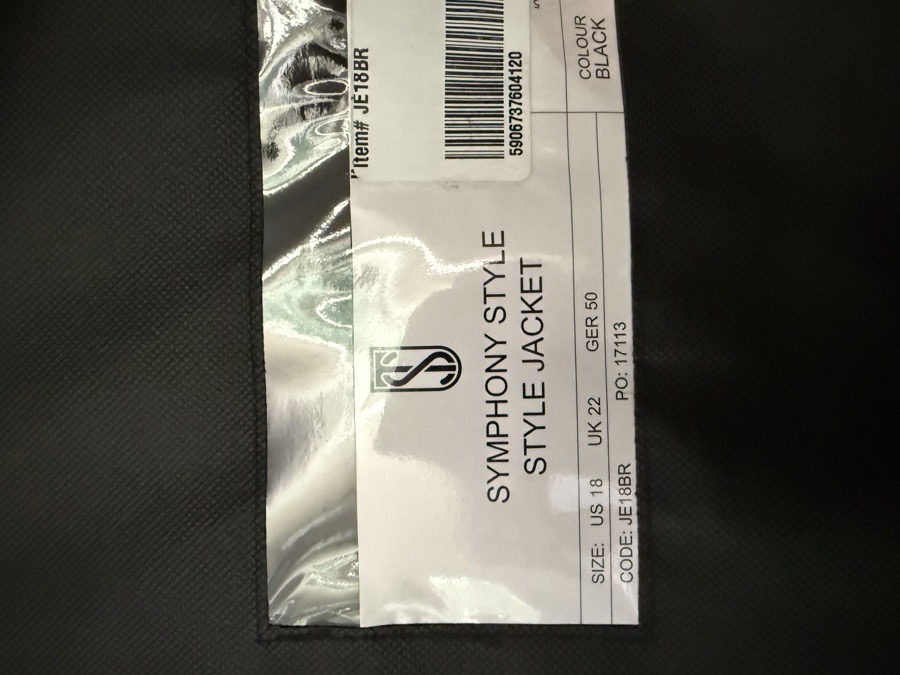 Item# JE18BR
5906737604120
SYMPHONY STYLE
STYLE JACKET
COLOUR
BLACK
SIZE: US 18 UK 22 GER 50
CODE: JE18BR PO: 17113